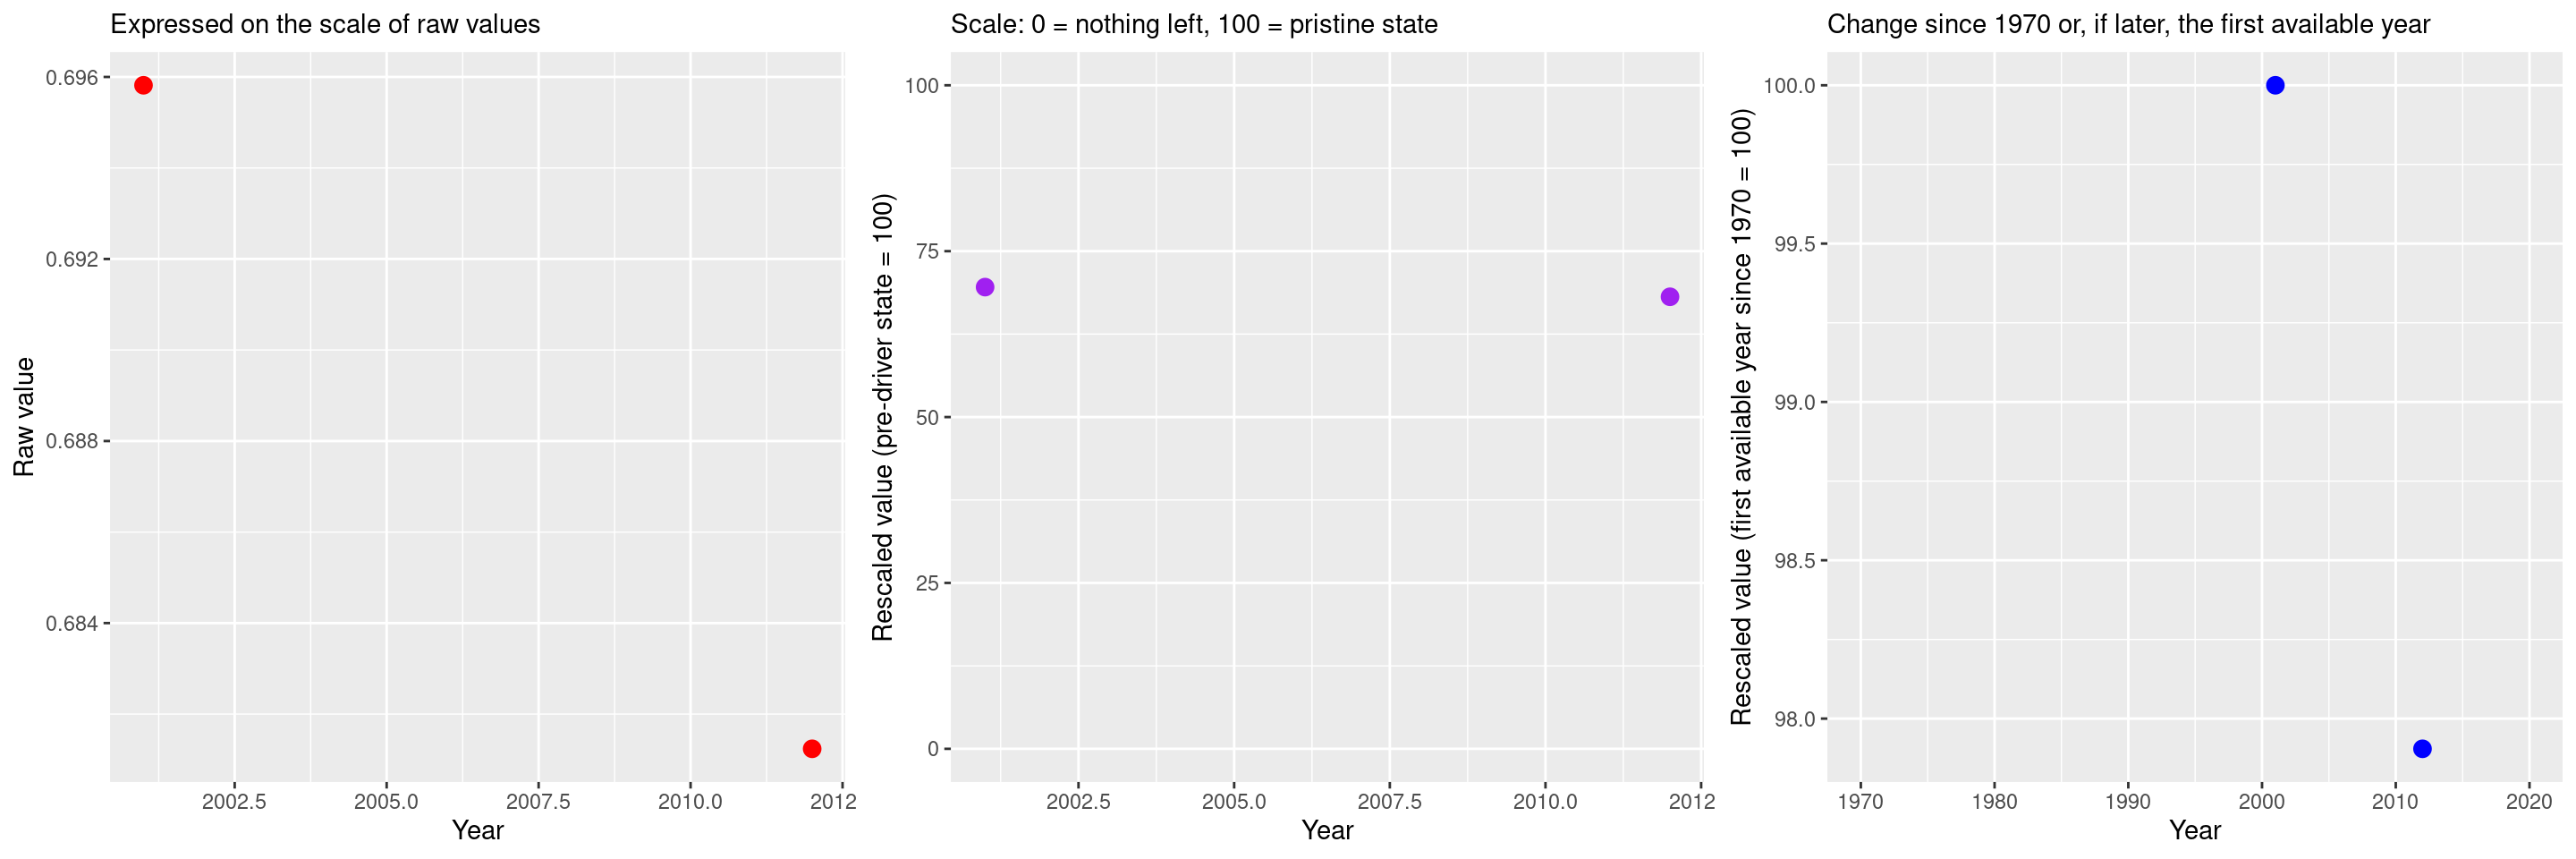 Expressed on the scale of raw values
Raw value
0.696
0.692
0.688
0.684
2002.5 2005.0 2007.5 2010.0 2012
Year
Scale: 0 = nothing left, 100 = pristine state
Rescaled value (pre-driver state = 100)
100
75
50
25
0
2002.5 2005.0 2007.5 2010.0 2012
Year
Change since 1970 or, if later, the first available year
Rescaled value (first available year since 1970 = 100)
100.0
99.5
99.0
98.5
98.0
1970 1980 1990 2000 2010 2020
Year